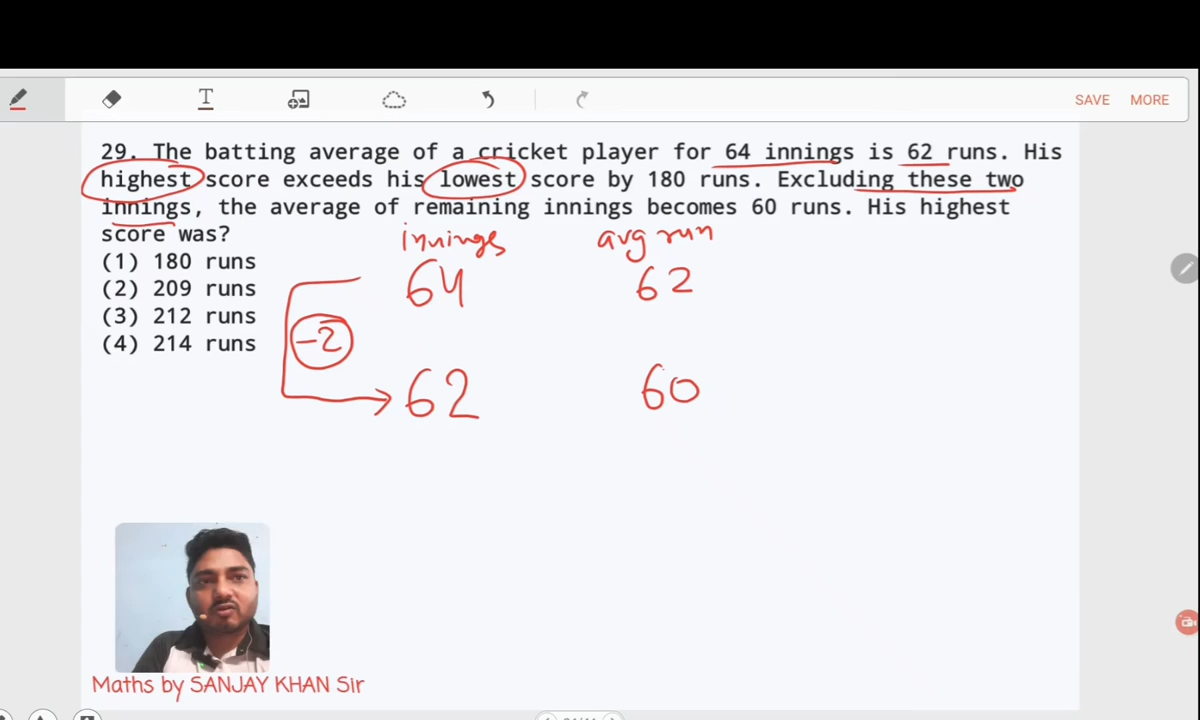 T
SAVE MORE
29. The batting average of a cricket player for 64 innings is 62 runs. His
highest score exceeds his lowest score by 180 runs. Excluding these two
innings, the average of remaining innings becomes 60 runs. His highest
score was?
innings avg run
(1) 180 runs
64 62
(2) 209 runs
(3) 212 runs
-2
(4) 214 runs
62 60
Maths by SANJAY KHAN Sir